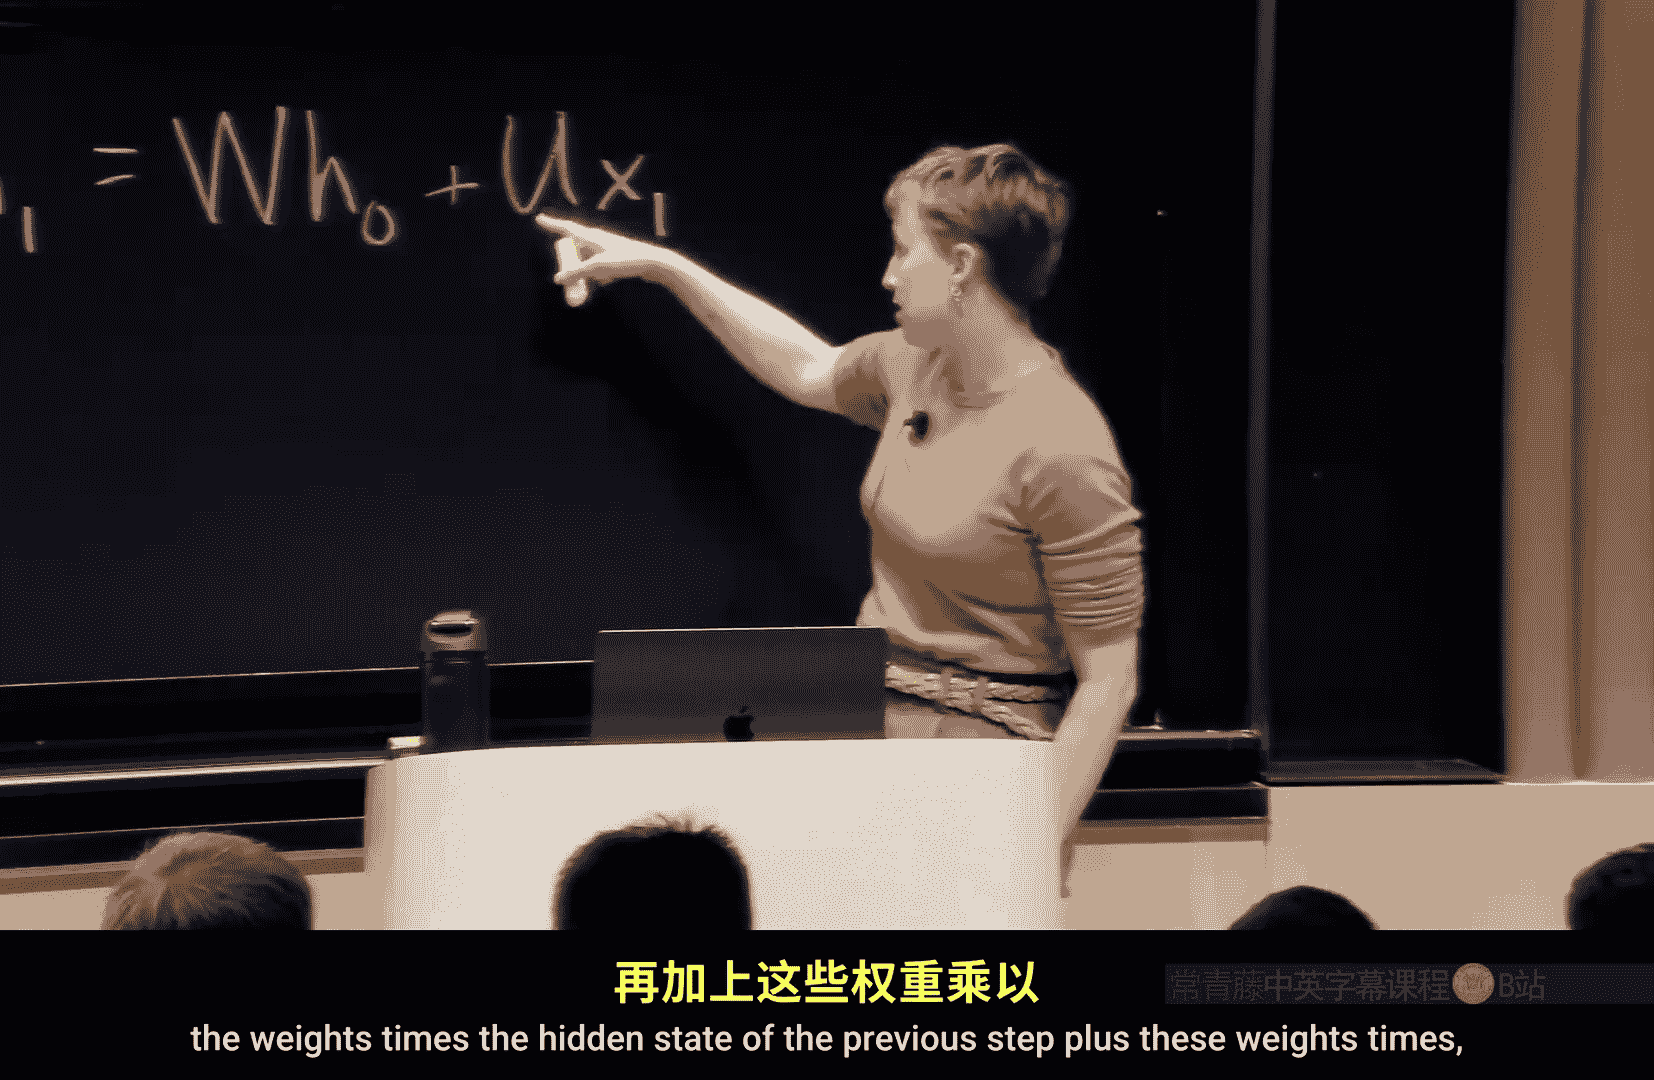 h₁ = Wh₀ + Ux₁
再加上这些权重乘以
常青藤中英字幕课程 B站
the weights times the hidden state of the previous step plus these weights times,